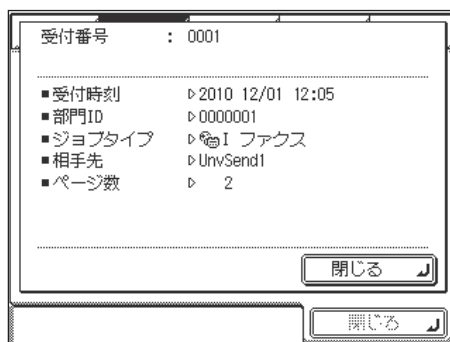 受付番号 : 0001
■受付時刻 ▷2010 12/01 12:05
■部門ID ▷0000001
■ジョブタイプ ▷I ファクス
■相手先 ▷UnvSend1
■ページ数 ▷ 2
閉じる
閉じる